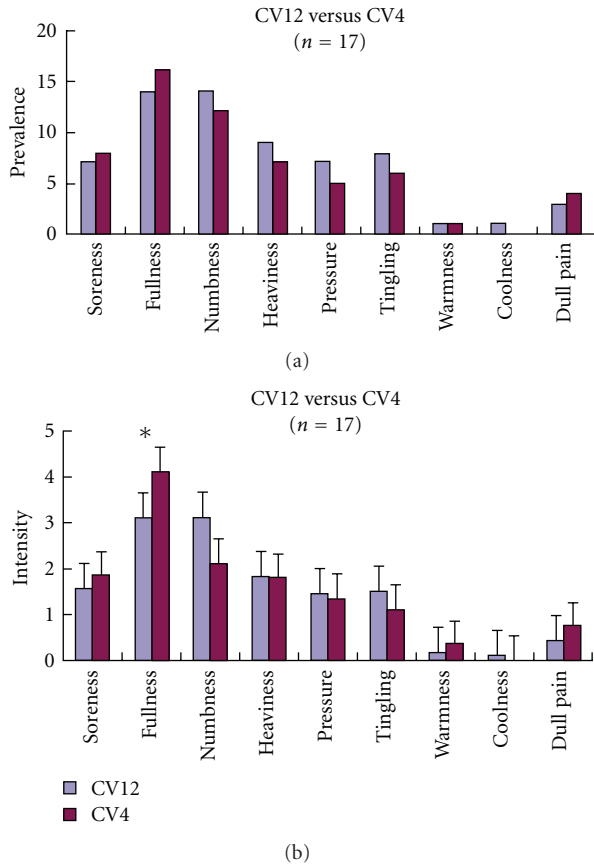 CV12 versus CV4
(n = 17)
20
15
10
5
0
Prevalence
Soreness
Fullness
Numbness
Heaviness
Pressure
Tingling
Warmness
Coolness
Dull pain
(a)
CV12 versus CV4
(n = 17)
5
4
3
2
1
0
Intensity
*
Soreness
Fullness
Numbness
Heaviness
Pressure
Tingling
Warmness
Coolness
Dull pain
CV12
CV4
(b)